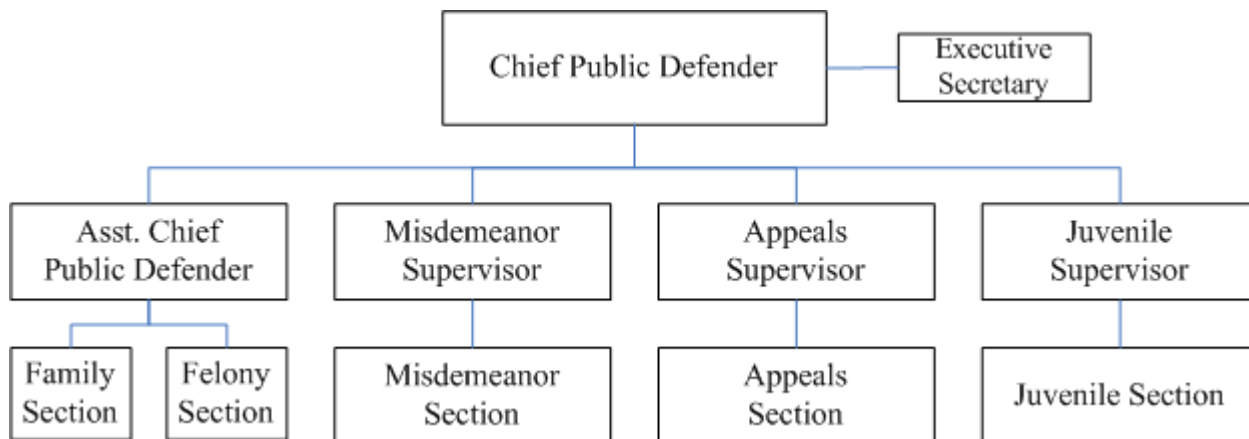 Chief Public Defender
Executive
Secretary
Asst. Chief
Public Defender
Misdemeanor
Supervisor
Appeals
Supervisor
Juvenile
Supervisor
Family
Section
Felony
Section
Misdemeanor
Section
Appeals
Section
Juvenile Section